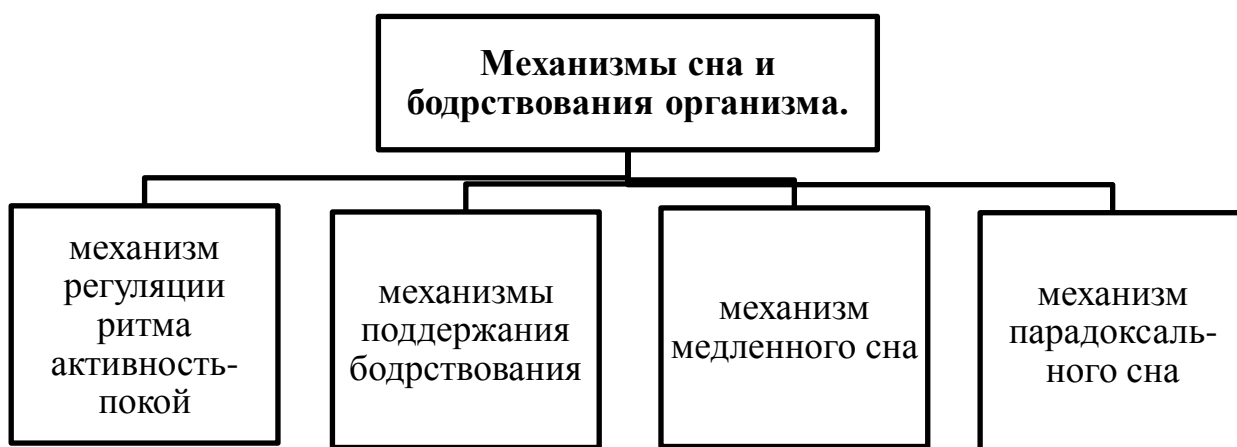 Механизмы сна и
бодрствования организма.
механизм
регуляции
ритма
активность-
покой
механизмы
поддержания
бодрствования
механизм
медленного сна
механизм
парадоксаль-
ного сна